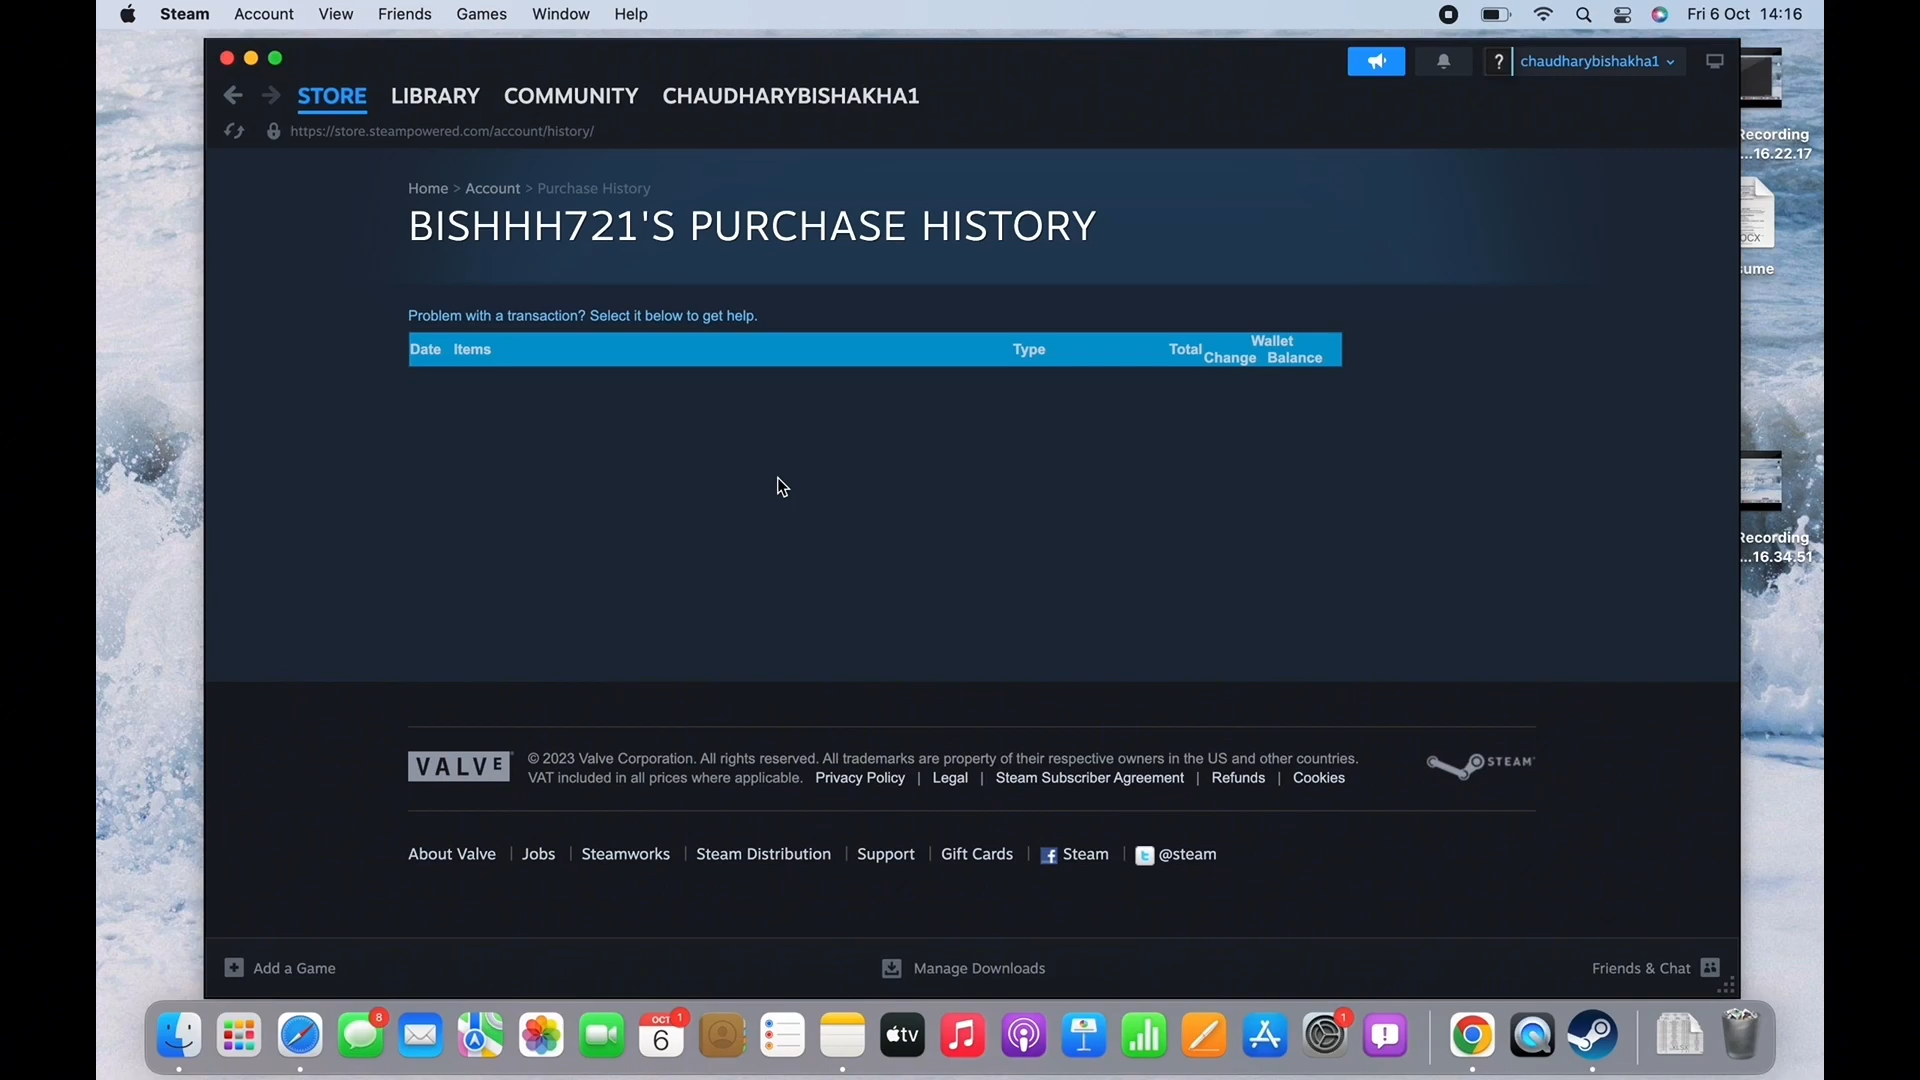 Steam Account View Friends Games Window Help Fri 6 Oct 14:16
? chaudharybishakha1
STORE LIBRARY COMMUNITY CHAUDHARYBISHAKHA1
https://store.steampowered.com/account/history/
Recording
...16.22.17
Home > Account > Purchase History
BISHHH721'S PURCHASE HISTORY
sume
Problem with a transaction? Select it below to get help.
Date Items Type Total Wallet
Change Balance
Recording
...16.34.51
VALVE © 2023 Valve Corporation. All rights reserved. All trademarks are property of their respective owners in the US and other countries.
VAT included in all prices where applicable. Privacy Policy | Legal | Steam Subscriber Agreement | Refunds | Cookies
STEAM
About Valve | Jobs | Steamworks | Steam Distribution | Support | Gift Cards | Steam | @steam
Add a Game Manage Downloads Friends & Chat
8 OCT 6 1 tv 1